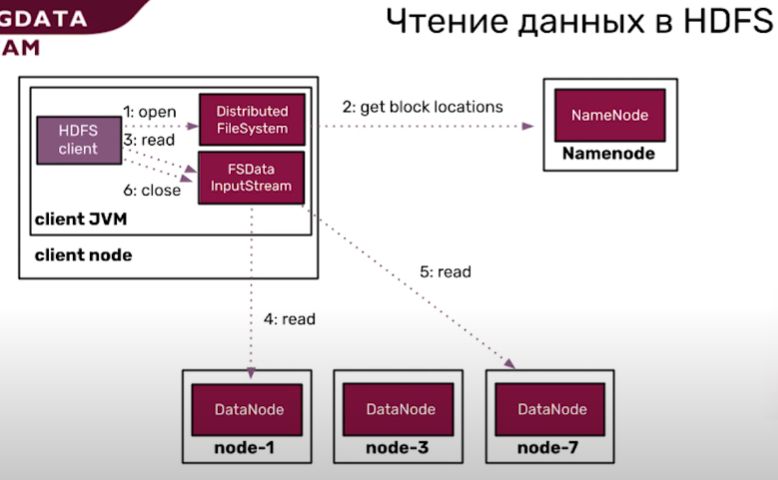 GDATA
AM
Чтение данных в HDFS
HDFS
client
1: open
3: read
6: close
Distributed
FileSystem
FSData
InputStream
client JVM
client node
2: get block locations
NameNode
Namenode
4: read
5: read
DataNode
node-1
DataNode
node-3
DataNode
node-7